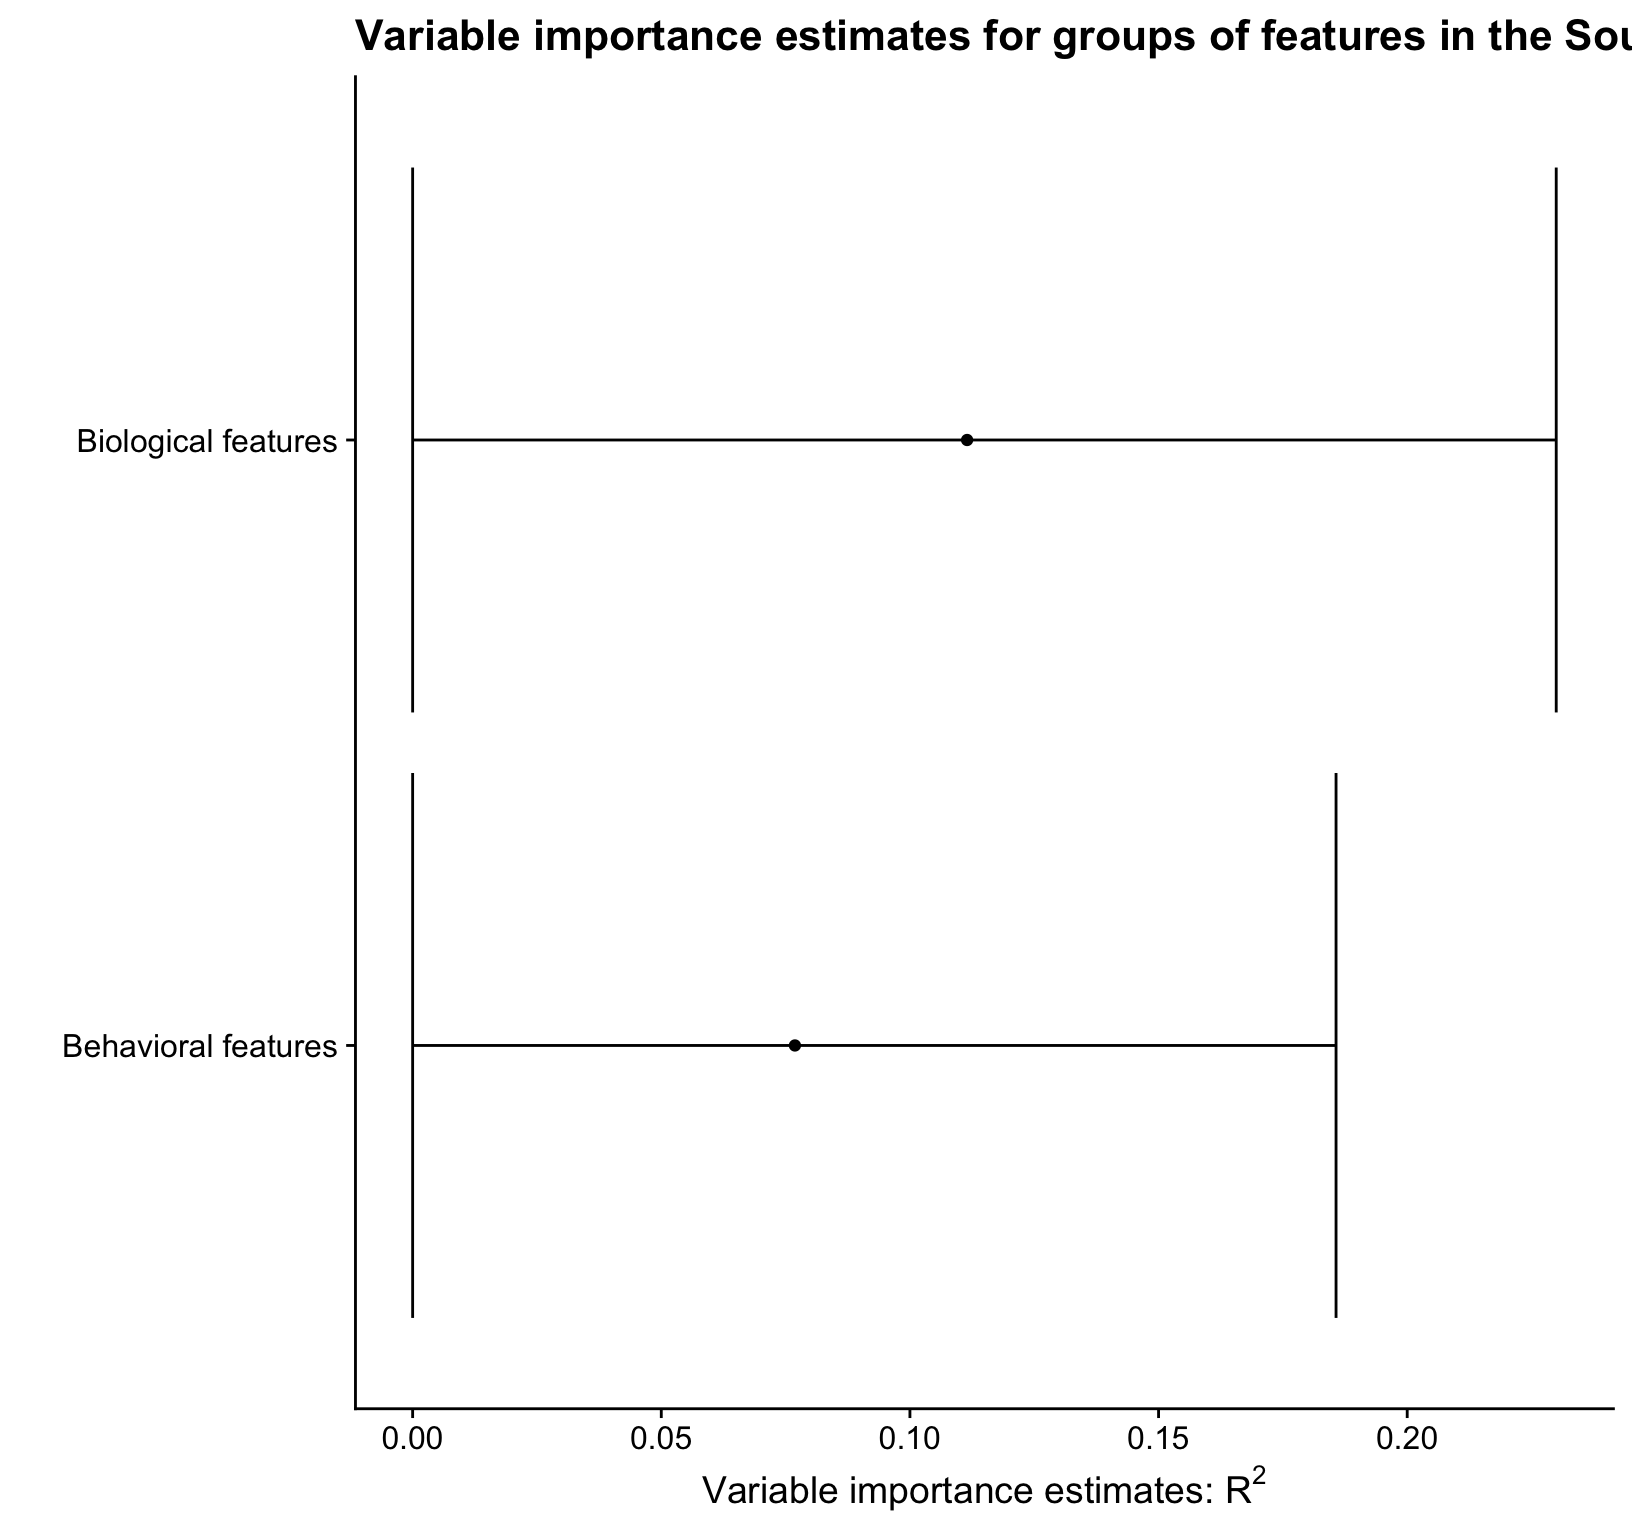 Variable importance estimates for groups of features in the Sou
Biological features
Behavioral features
0.00 0.05 0.10 0.15 0.20
Variable importance estimates: R²